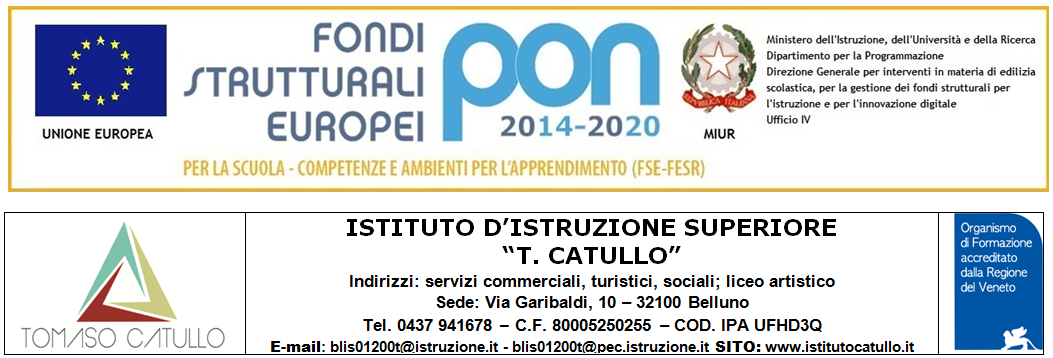 UNIONE EUROPEA
FONDI
STRUTTURALI
EUROPEI
pon
2014-2020
PER LA SCUOLA - COMPETENZE E AMBIENTI PER L'APPRENDIMENTO (FSE-FESR)
REPVBBLICA ITALIANA
MIUR
Ministero dell'Istruzione, dell'Università e della Ricerca
Dipartimento per la Programmazione
Direzione Generale per interventi in materia di edilizia
scolastica, per la gestione dei fondi strutturali per
l'istruzione e per l'innovazione digitale
Ufficio IV
TOMASO CATULLO
ISTITUTO D’ISTRUZIONE SUPERIORE
“T. CATULLO”
Indirizzi: servizi commerciali, turistici, sociali; liceo artistico
Sede: Via Garibaldi, 10 – 32100 Belluno
Tel. 0437 941678 – C.F. 80005250255 – COD. IPA UFHD3Q
E-mail: blis01200t@istruzione.it - blis01200t@pec.istruzione.it SITO: www.istitutocatullo.it
Organismo
di Formazione
accreditato
dalla Regione
del Veneto